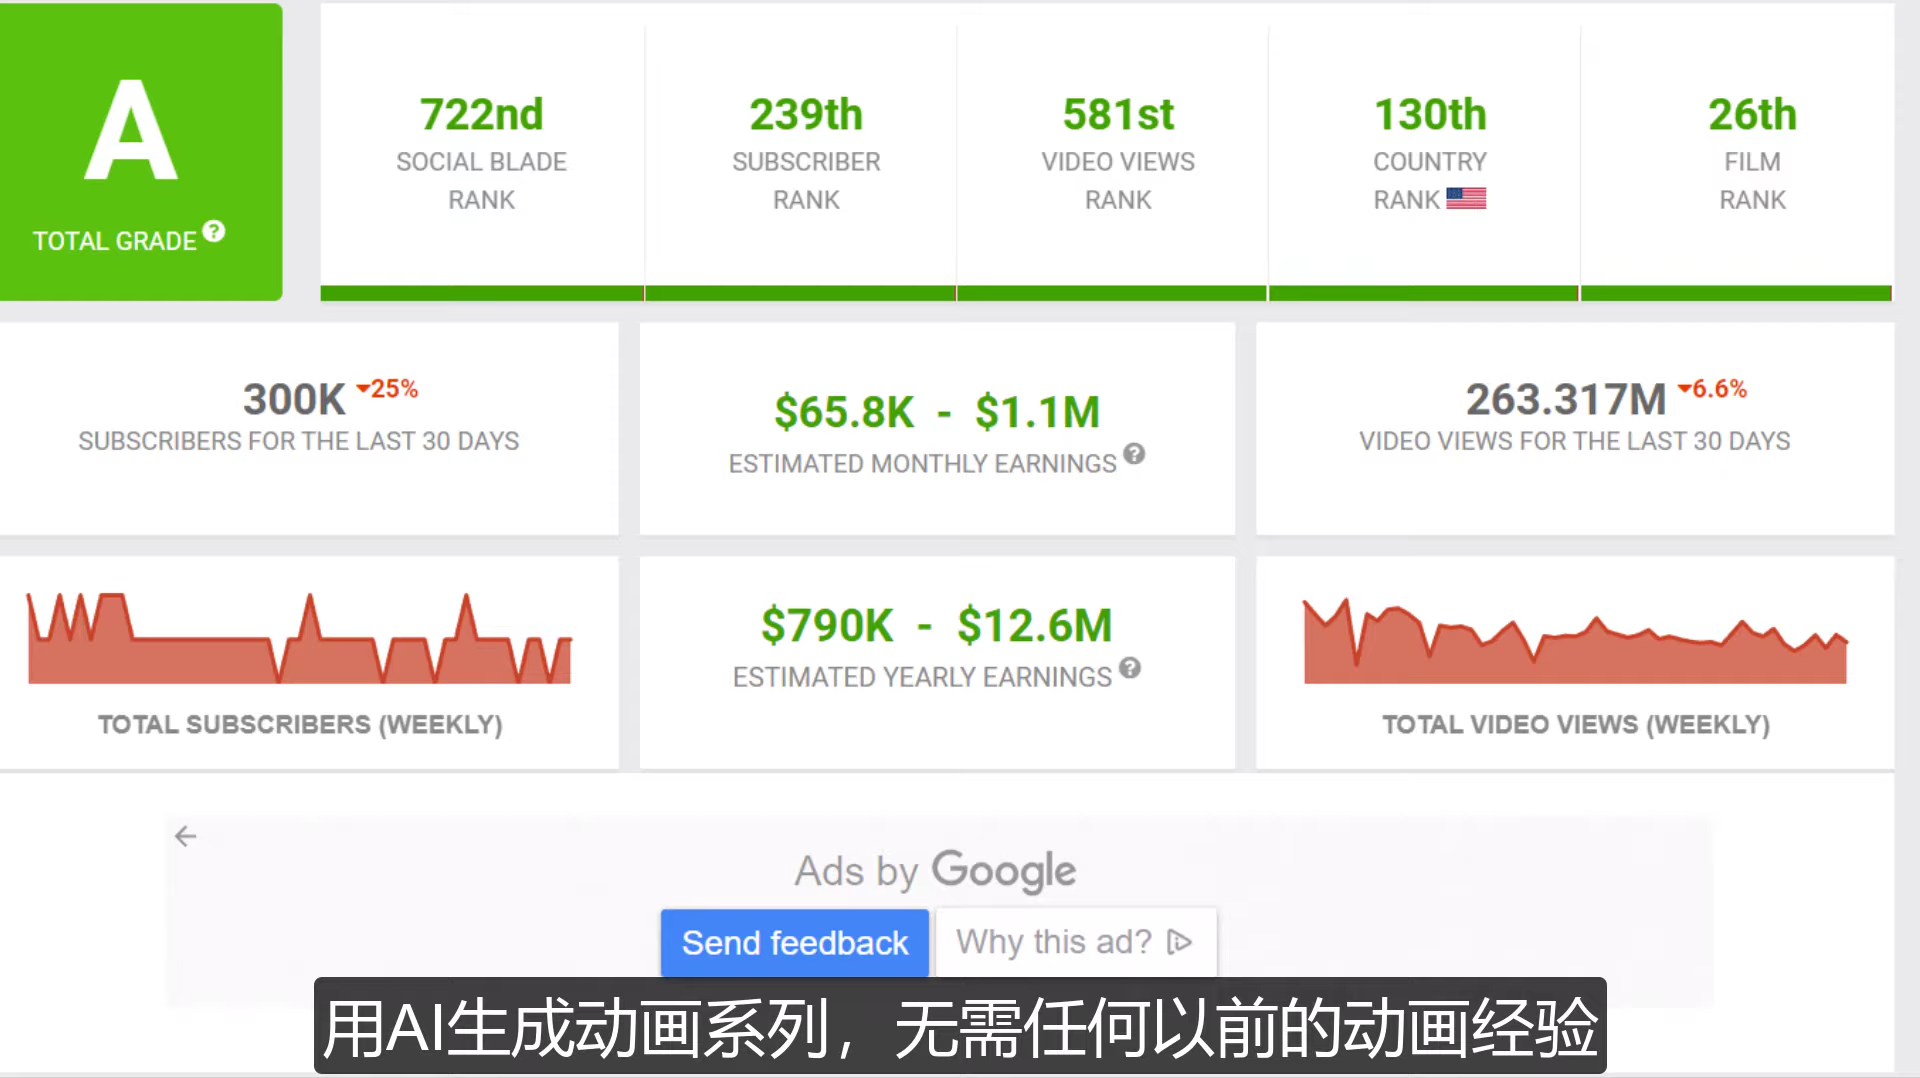 A
TOTAL GRADE ?
722nd
SOCIAL BLADE
RANK
239th
SUBSCRIBER
RANK
581st
VIDEO VIEWS
RANK
130th
COUNTRY
RANK
26th
FILM
RANK
300K 25%
SUBSCRIBERS FOR THE LAST 30 DAYS
$65.8K - $1.1M
ESTIMATED MONTHLY EARNINGS ?
263.317M 6.6%
VIDEO VIEWS FOR THE LAST 30 DAYS
TOTAL SUBSCRIBERS (WEEKLY)
$790K - $12.6M
ESTIMATED YEARLY EARNINGS ?
TOTAL VIDEO VIEWS (WEEKLY)
Ads by Google
Send feedback
Why this ad?
用AI生成动画系列，无需任何以前的动画经验